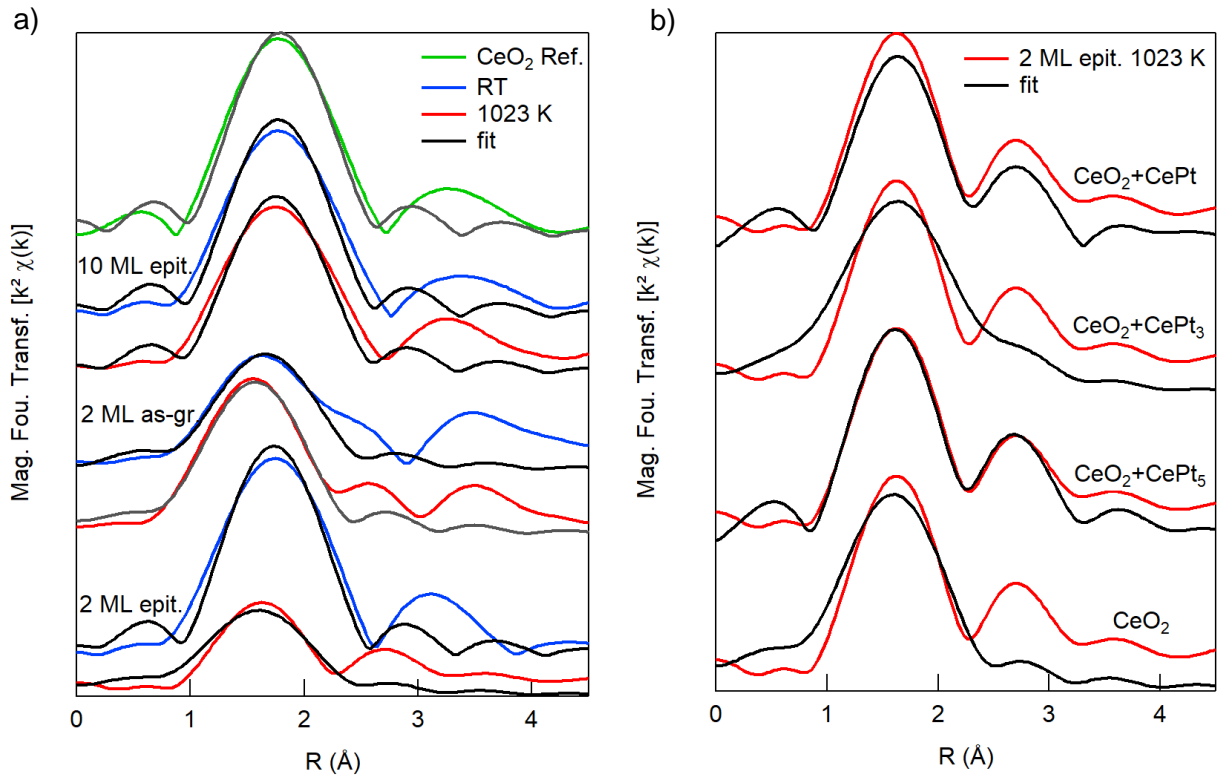 a)
CeO₂ Ref.
RT
1023 K
fit
10 ML epit.
2 ML as-gr.
2 ML epit.
Mag. Fou. Transf. [k² χ(k)]
0 1 2 3 4
R (Å)
b)
2 ML epit. 1023 K
fit
CeO₂+CePt
CeO₂+CePt₃
CeO₂+CePt₅
CeO₂
Mag. Fou. Transf. [k² χ(k)]
0 1 2 3 4
R (Å)